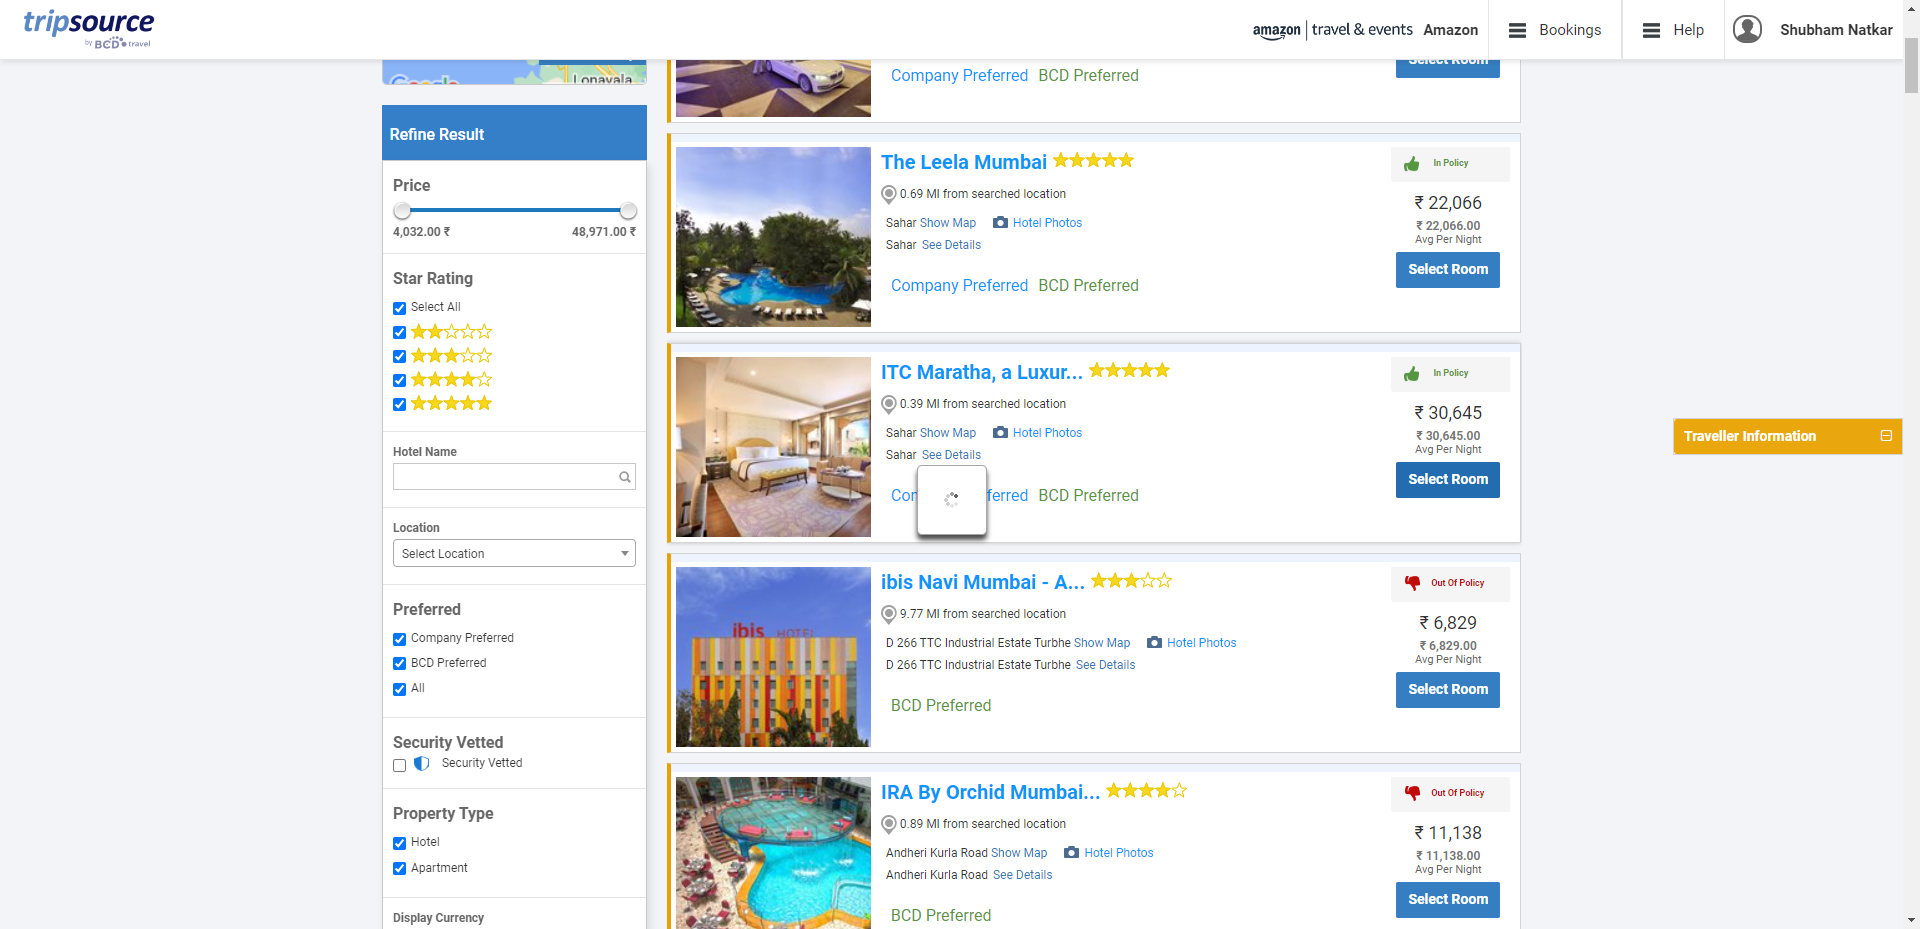 tripsource
by BCD travel
amazon travel & events Amazon
Bookings
Help
Shubham Natkar
Google
Lonavala
Refine Result
Price
4,032.00 ₹ 48,971.00 ₹
Star Rating
Select All
Hotel Name
Location
Select Location
Preferred
Company Preferred
BCD Preferred
All
Security Vetted
Security Vetted
Property Type
Hotel
Apartment
Display Currency
Company Preferred BCD Preferred
Select Room
The Leela Mumbai
0.69 MI from searched location
Sahar Show Map Hotel Photos
Sahar See Details
Company Preferred BCD Preferred
In Policy
₹ 22,066
₹ 22,066.00
Avg Per Night
Select Room
ITC Maratha, a Luxur...
0.39 MI from searched location
Sahar Show Map Hotel Photos
Sahar See Details
Com ferred BCD Preferred
In Policy
₹ 30,645
₹ 30,645.00
Avg Per Night
Select Room
ibis Navi Mumbai - A...
9.77 MI from searched location
D 266 TTC Industrial Estate Turbhe Show Map Hotel Photos
D 266 TTC Industrial Estate Turbhe See Details
BCD Preferred
ibis HOTEL
Out Of Policy
₹ 6,829
₹ 6,829.00
Avg Per Night
Select Room
IRA By Orchid Mumbai...
0.89 MI from searched location
Andheri Kurla Road Show Map Hotel Photos
Andheri Kurla Road See Details
BCD Preferred
Out Of Policy
₹ 11,138
₹ 11,138.00
Avg Per Night
Select Room
Traveller Information